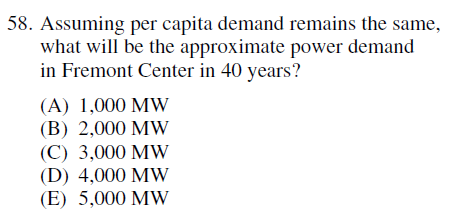 58. Assuming per capita demand remains the same,
what will be the approximate power demand
in Fremont Center in 40 years?
(A) 1,000 MW
(B) 2,000 MW
(C) 3,000 MW
(D) 4,000 MW
(E) 5,000 MW